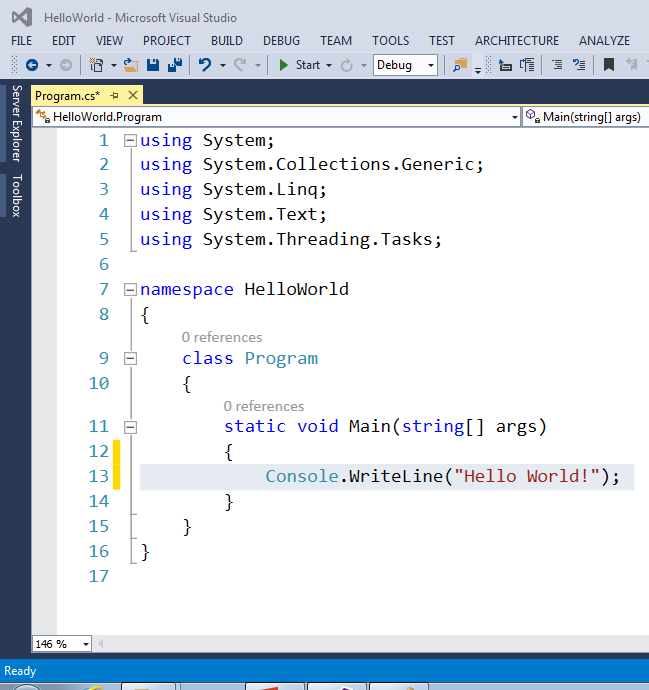 HelloWorld - Microsoft Visual Studio
FILE EDIT VIEW PROJECT BUILD DEBUG TEAM TOOLS TEST ARCHITECTURE ANALYZE
Start Debug
Server Explorer
Toolbox
Program.cs*
HelloWorld.Program Main(string[] args)
1 using System;
2 using System.Collections.Generic;
3 using System.Linq;
4 using System.Text;
5 using System.Threading.Tasks;
6
7 namespace HelloWorld
8 {
0 references
9 class Program
10 {
0 references
11 static void Main(string[] args)
12 {
13 Console.WriteLine("Hello World!");
14 }
15 }
16 }
17
146 %
Ready